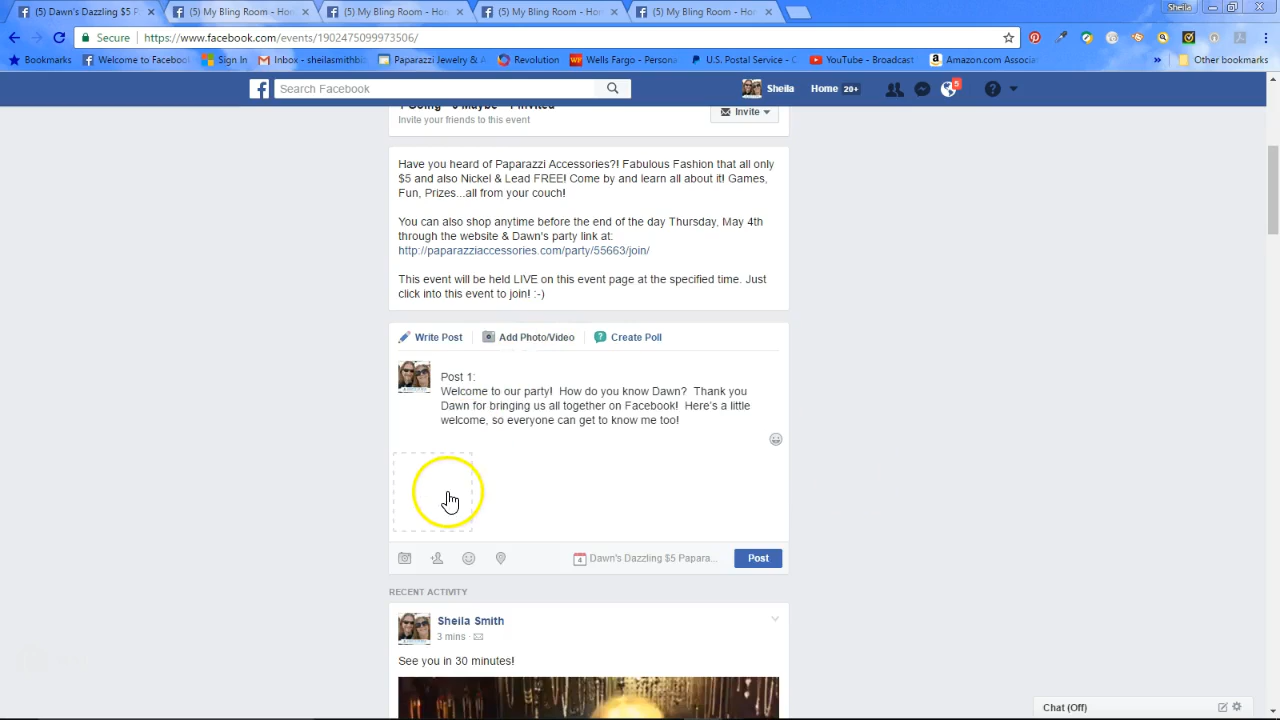 (5) Dawn's Dazzling $5 P
(5) My Bling Room - Hon
(5) My Bling Room - Hon
(5) My Bling Room - Hon
(5) My Bling Room - Hon
Sheila
Secure
https://www.facebook.com/events/1902475099973506/
Bookmarks
Welcome to Facebook
Sign In
Inbox - sheilasmithbi
Paparazzi Jewelry & A
Revolution
Wells Fargo - Persona
U.S. Postal Service - C
YouTube - Broadcast
Amazon.com Associa
»
Other bookmarks
Search Facebook
Sheila
Home 20+
5
Invite your friends to this event
Invite
Have you heard of Paparazzi Accessories?! Fabulous Fashion that all only
$5 and also Nickel & Lead FREE! Come by and learn all about it! Games,
Fun, Prizes...all from your couch!
You can also shop anytime before the end of the day Thursday, May 4th
through the website & Dawn's party link at:
http://paparazziaccessories.com/party/55663/join/
This event will be held LIVE on this event page at the specified time. Just
click into this event to join! :-)
Write Post
Add Photo/Video
Create Poll
Post 1:
Welcome to our party! How do you know Dawn? Thank you
Dawn for bringing us all together on Facebook! Here's a little
welcome, so everyone can get to know me too!
4 Dawn's Dazzling $5 Papara...
Post
RECENT ACTIVITY
Sheila Smith
3 mins ·
See you in 30 minutes!
Chat (Off)